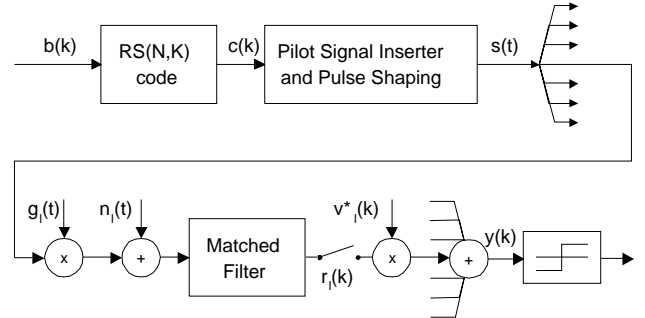 b(k)
RS(N,K)
code
c(k)
Pilot Signal Inserter
and Pulse Shaping
s(t)
g_l(t)
n_l(t)
v*_l(k)
x
+
Matched
Filter
r_l(k)
x
+
y(k)